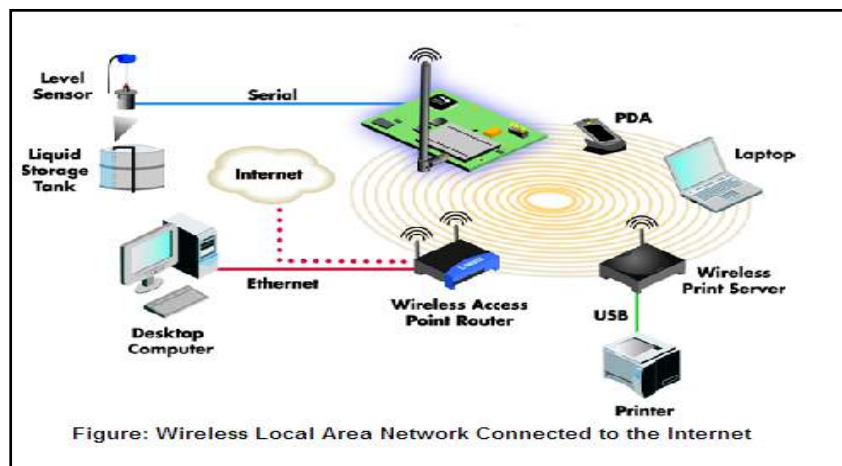 Level
Sensor
Serial
PDA
Laptop
Liquid
Storage
Tank
Internet
Ethernet
Desktop
Computer
Wireless Access
Point Router
Wireless
Print Server
USB
Printer
Figure: Wireless Local Area Network Connected to the Internet